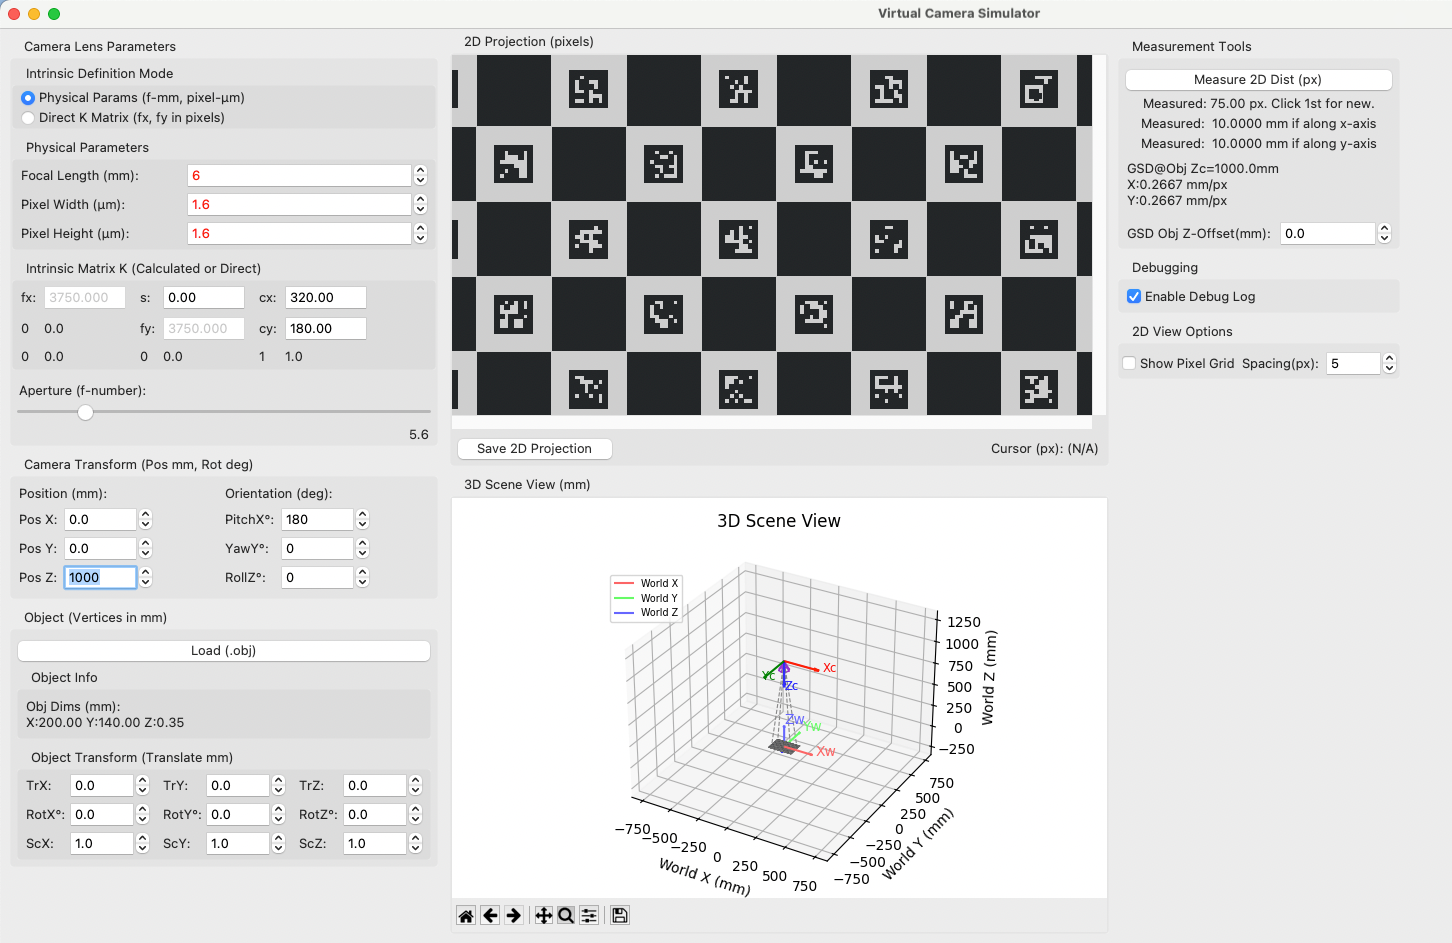 Virtual Camera Simulator
Camera Lens Parameters
Intrinsic Definition Mode
Physical Params (f-mm, pixel-µm)
Direct K Matrix (fx, fy in pixels)
Physical Parameters
Focal Length (mm): 6
Pixel Width (µm): 1.6
Pixel Height (µm): 1.6
Intrinsic Matrix K (Calculated or Direct)
fx: 3750.000 s: 0.00 cx: 320.00
0 0.0 fy: 3750.000 cy: 180.00
0 0.0 0 0.0 1 1.0
Aperture (f-number):
5.6
Camera Transform (Pos mm, Rot deg)
Position (mm): Orientation (deg):
Pos X: 0.0 PitchX°: 180
Pos Y: 0.0 YawY°: 0
Pos Z: 1000 RollZ°: 0
Object (Vertices in mm)
Load (.obj)
Object Info
Obj Dims (mm):
X:200.00 Y:140.00 Z:0.35
Object Transform (Translate mm)
TrX: 0.0 TrY: 0.0 TrZ: 0.0
RotX°: 0.0 RotY°: 0.0 RotZ°: 0.0
ScX: 1.0 ScY: 1.0 ScZ: 1.0
2D Projection (pixels)
Save 2D Projection Cursor (px): (N/A)
3D Scene View (mm)
3D Scene View
World X
World Y
World Z
Xc
Yc
Zc
Zw
Yw
Xw
1250
1000
750
500
250
0
−250
World Z (mm)
750
500
250
0
−250
−500
−750
World Y (mm)
−750
−500
−250
0
250
500
750
World X (mm)
Measurement Tools
Measure 2D Dist (px)
Measured: 75.00 px. Click 1st for new.
Measured: 10.0000 mm if along x-axis
Measured: 10.0000 mm if along y-axis
GSD@Obj Zc=1000.0mm
X:0.2667 mm/px
Y:0.2667 mm/px
GSD Obj Z-Offset(mm): 0.0
Debugging
Enable Debug Log
2D View Options
Show Pixel Grid Spacing(px): 5